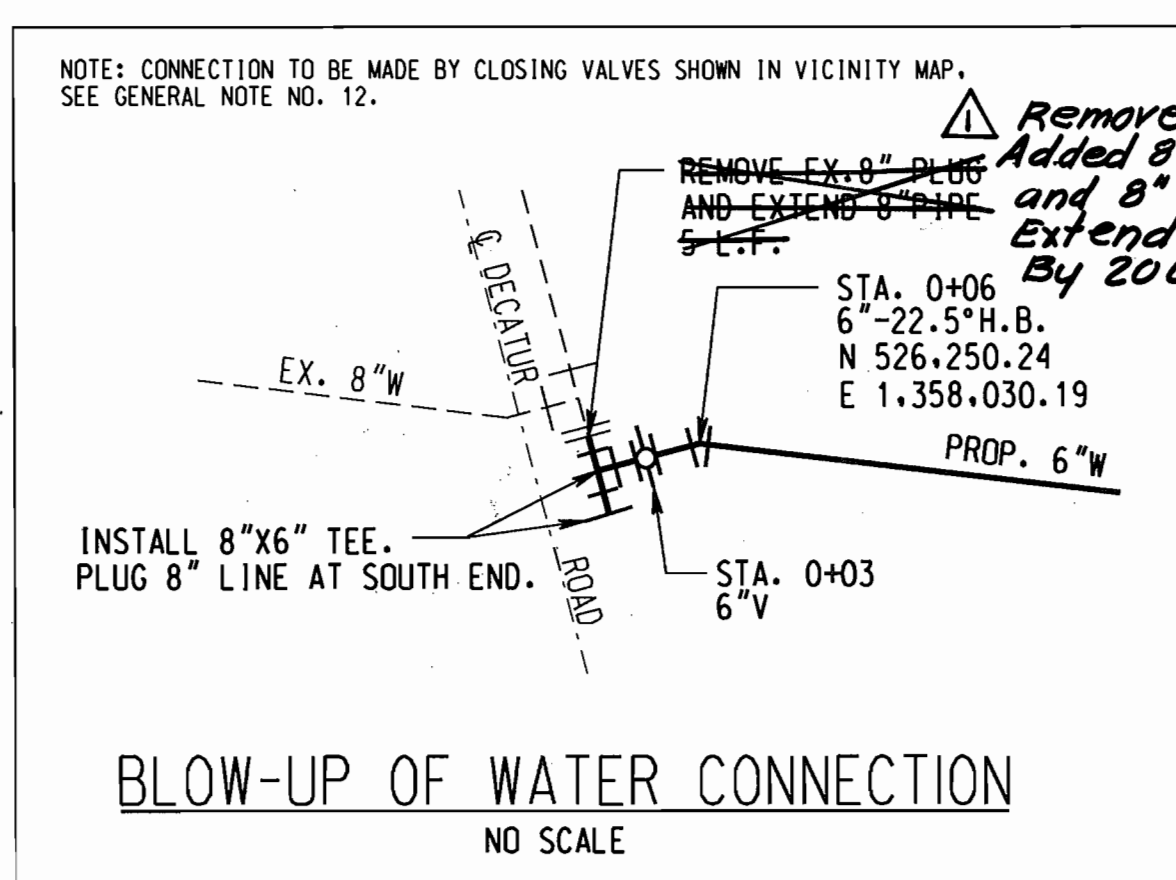 NOTE: CONNECTION TO BE MADE BY CLOSING VALVES SHOWN IN VICINITY MAP.
SEE GENERAL NOTE NO. 12.
1
Remove
Added 8
and 8"
Extend
By 20
REMOVE EX.8" PLUG
AND EXTEND 8"PIPE
5 L.F.
STA. 0+06
6"-22.5°H.B.
N 526,250.24
E 1,358,030.19
℄ DECATUR
EX. 8"W
PROP. 6"W
INSTALL 8"X6" TEE.
PLUG 8" LINE AT SOUTH END.
ROAD
STA. 0+03
6"V
BLOW-UP OF WATER CONNECTION
NO SCALE